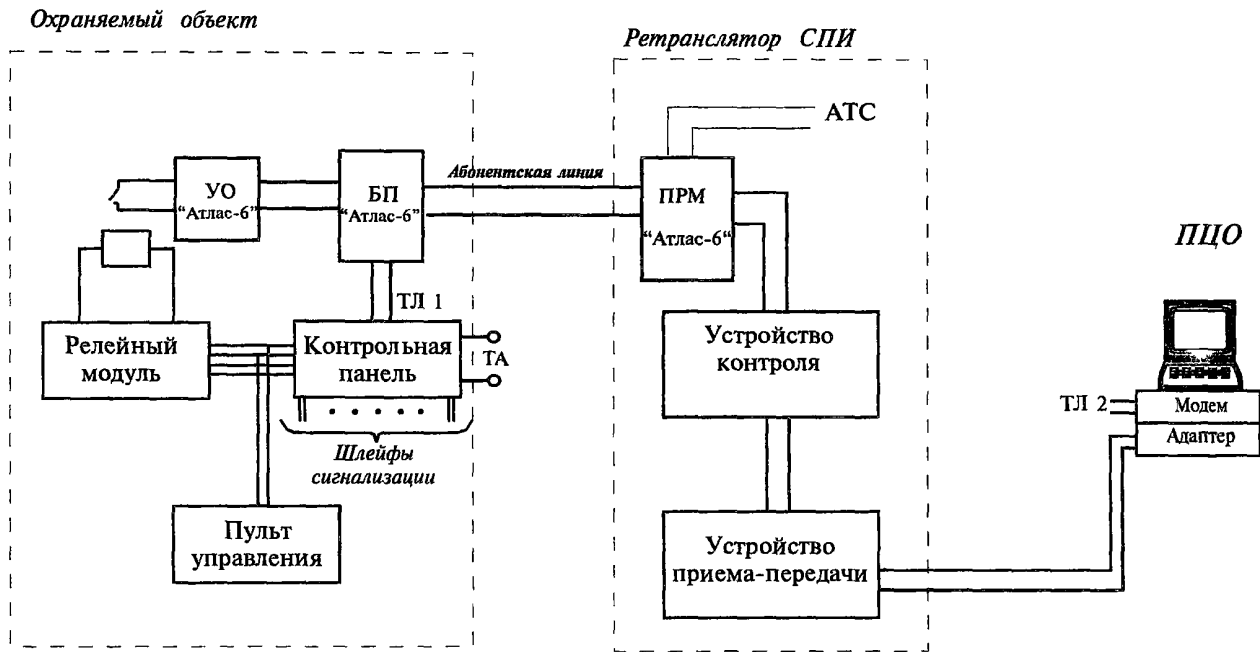 Охраняемый объект
Ретранслятор СПИ
АТС
УО
"Атлас-6"
БП
"Атлас-6"
Абонентская линия
ПРМ
"Атлас-6"
ПЦО
ТЛ 1
Релейный
модуль
Контрольная
панель
ТА
Устройство
контроля
Шлейфы
сигнализации
ТЛ 2
Модем
Адаптер
Пульт
управления
Устройство
приема-передачи